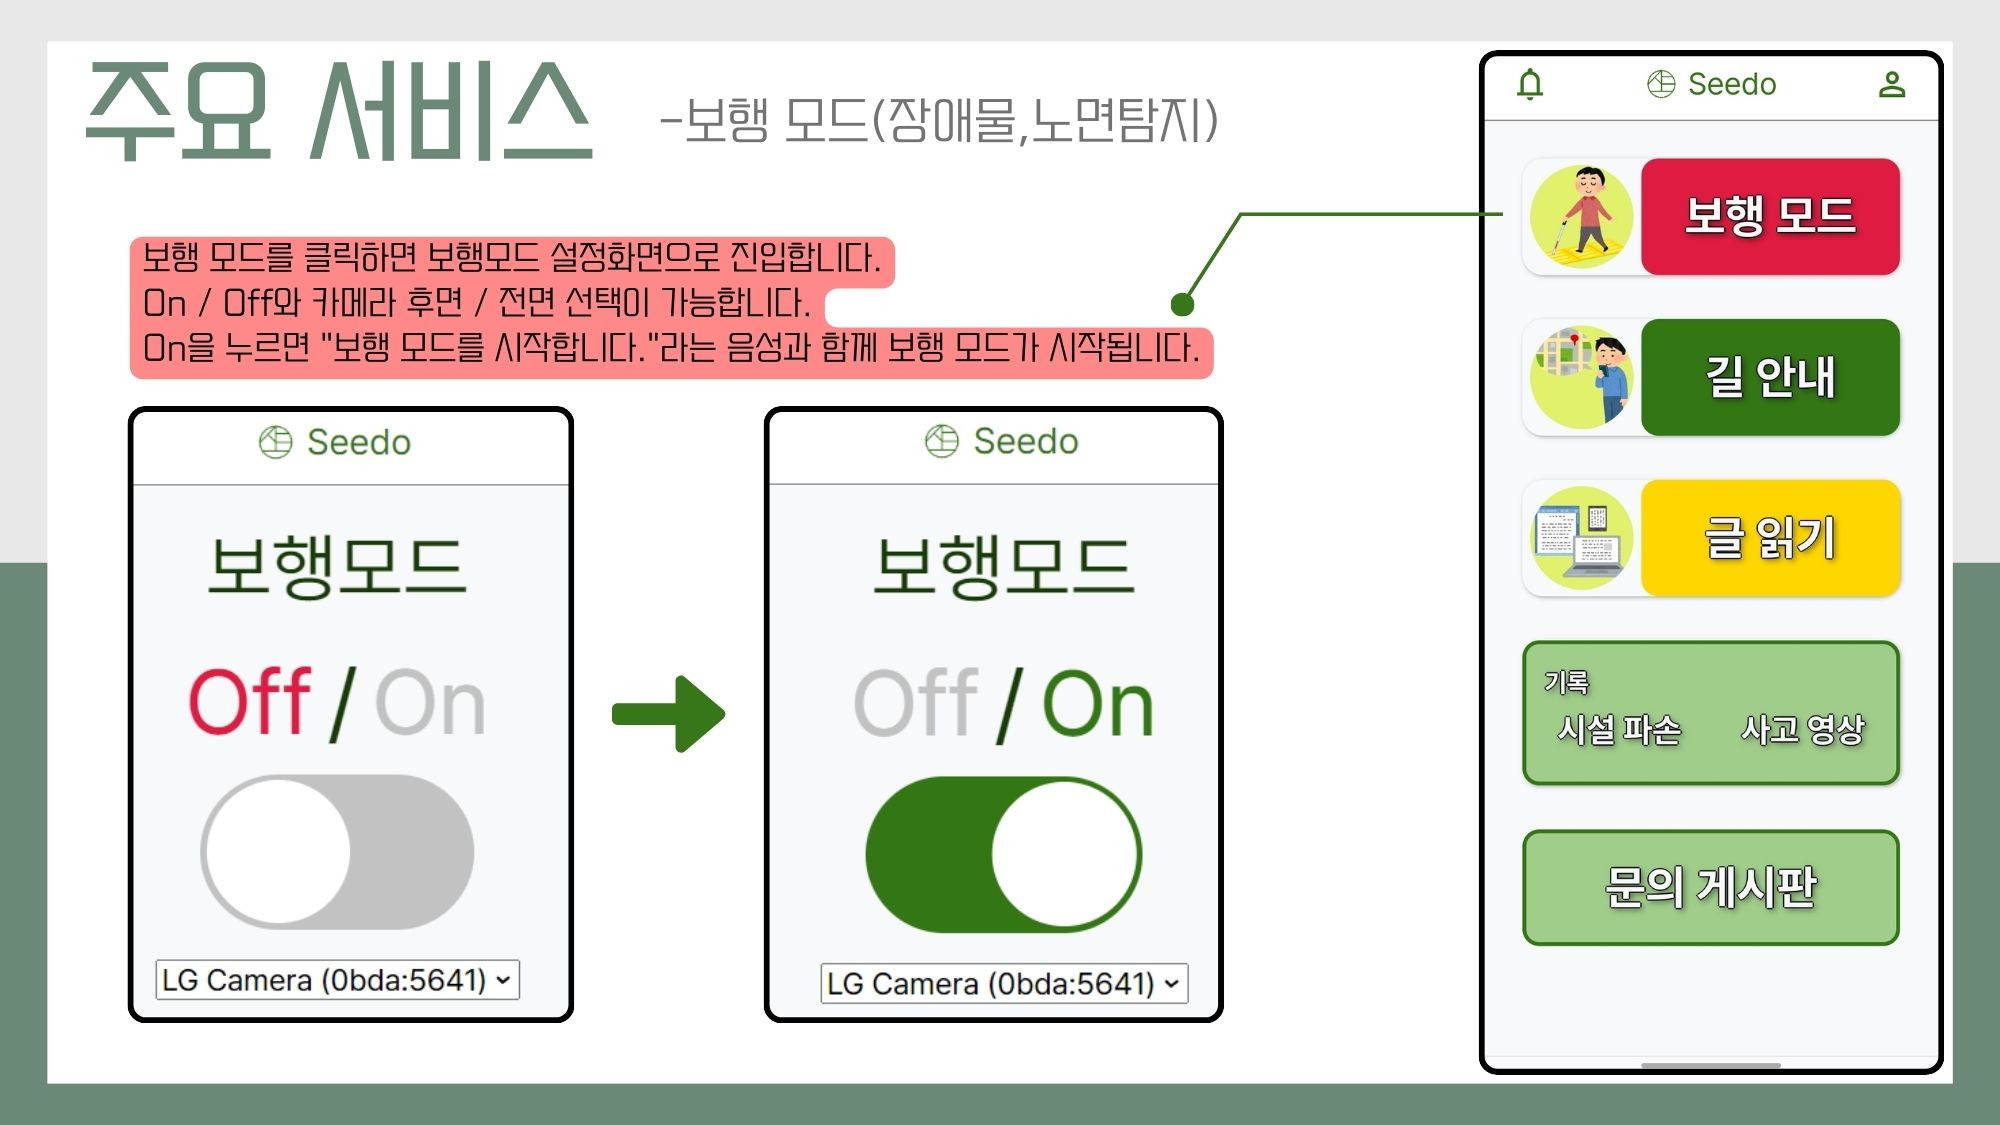 주요 서비스
-보행 모드(장애물,노면탐지)
보행 모드를 클릭하면 보행모드 설정화면으로 진입합니다.
On / Off와 카메라 후면 / 전면 선택이 가능합니다.
On을 누르면 "보행 모드를 시작합니다."라는 음성과 함께 보행 모드가 시작됩니다.
Seedo
보행모드
Off / On
LG Camera (0bda:5641)
Seedo
보행모드
Off / On
LG Camera (0bda:5641)
Seedo
보행 모드
길 안내
글 읽기
기록
시설 파손 사고 영상
문의 게시판